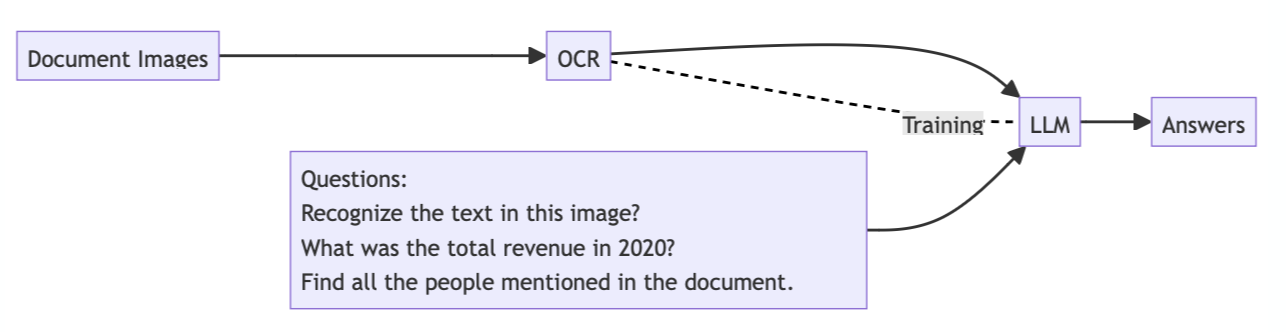 Document Images
OCR
Training
LLM
Answers
Questions:
Recognize the text in this image?
What was the total revenue in 2020?
Find all the people mentioned in the document.